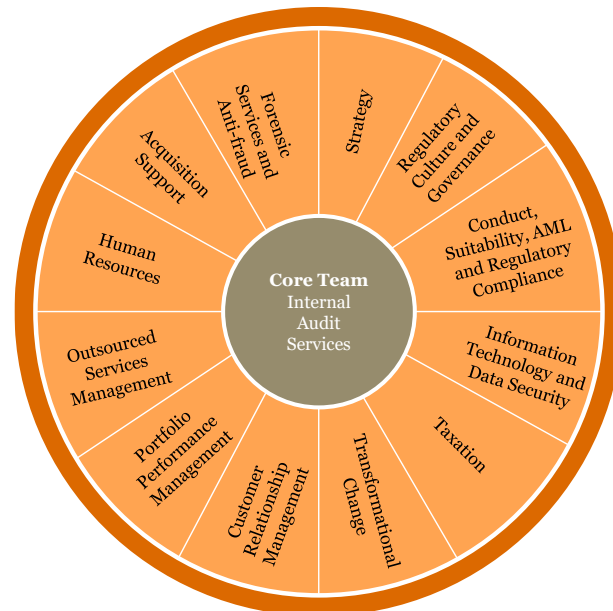 Strategy
Regulatory
Culture and
Governance
Conduct,
Suitability, AML
and Regulatory
Compliance
Information
Technology and
Data Security
Taxation
Transformational
Change
Customer
Relationship
Management
Portfolio
Performance
Management
Outsourced
Services
Management
Human
Resources
Acquisition
Support
Forensic
Services and
Anti-fraud
Core Team
Internal
Audit
Services